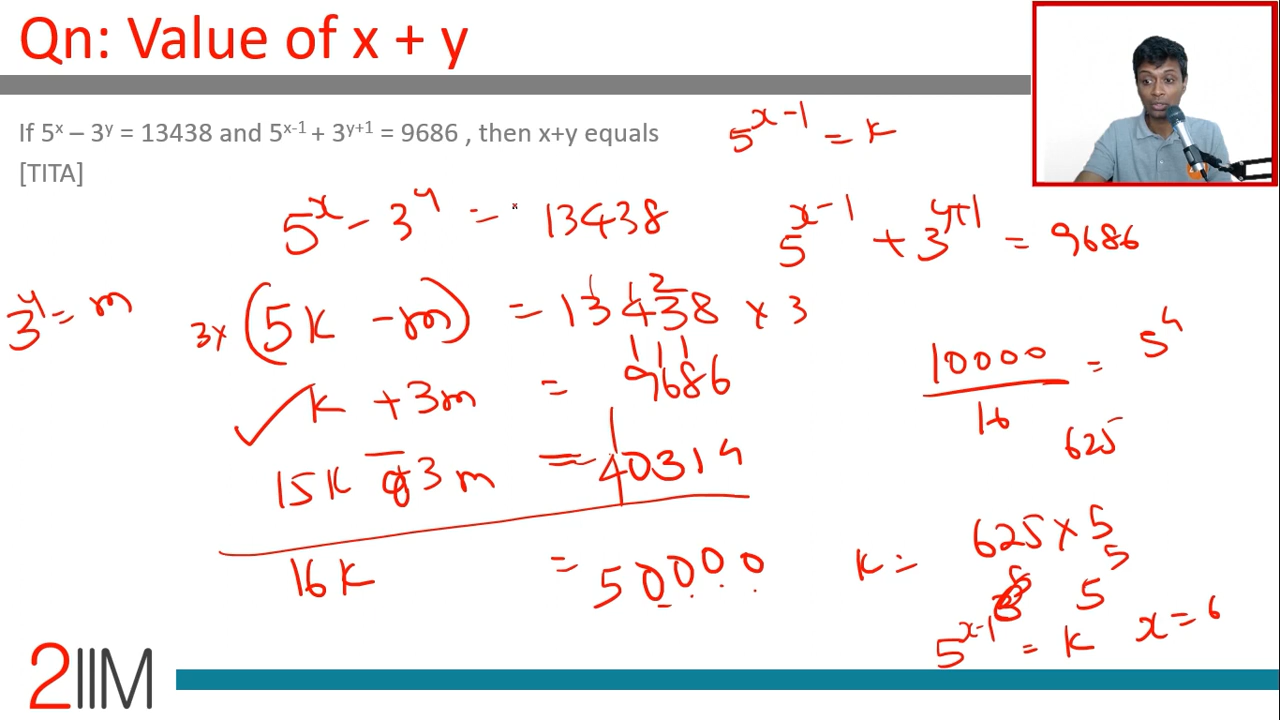 Qn: Value of x + y
If 5ˣ – 3ʸ = 13438 and 5ˣ⁻¹ + 3ʸ⁺¹ = 9686 , then x+y equals
[TITA]
5ˣ⁻¹ = k
5ˣ - 3ʸ = 13438
5ˣ⁻¹ + 3ʸ⁺¹ = 9686
3ʸ = m
3x (5k - m) = 13438 x 3
k + 3m = 9686
10000/16 = 5⁴
625
15k - 3m = 40314
16k = 50000
k = 625 x 5
5⁵
5ˣ⁻¹ = k x = 6
2IIM